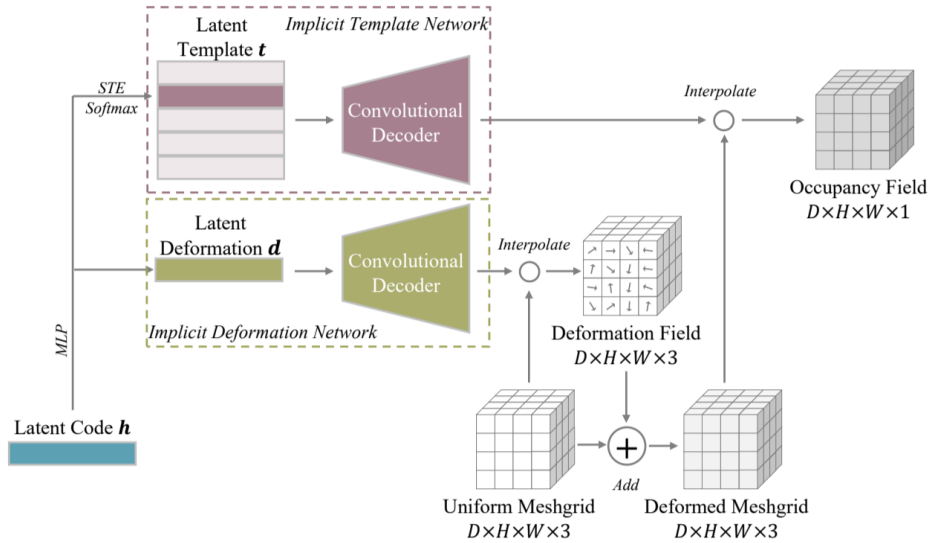 Implicit Template Network
Latent
Template t
STE
Softmax
Convolutional
Decoder
Interpolate
Occupancy Field
D×H×W×1
Latent
Deformation d
Convolutional
Decoder
Implicit Deformation Network
Interpolate
Deformation Field
D×H×W×3
MLP
Latent Code h
+
Add
Uniform Meshgrid
D×H×W×3
Deformed Meshgrid
D×H×W×3